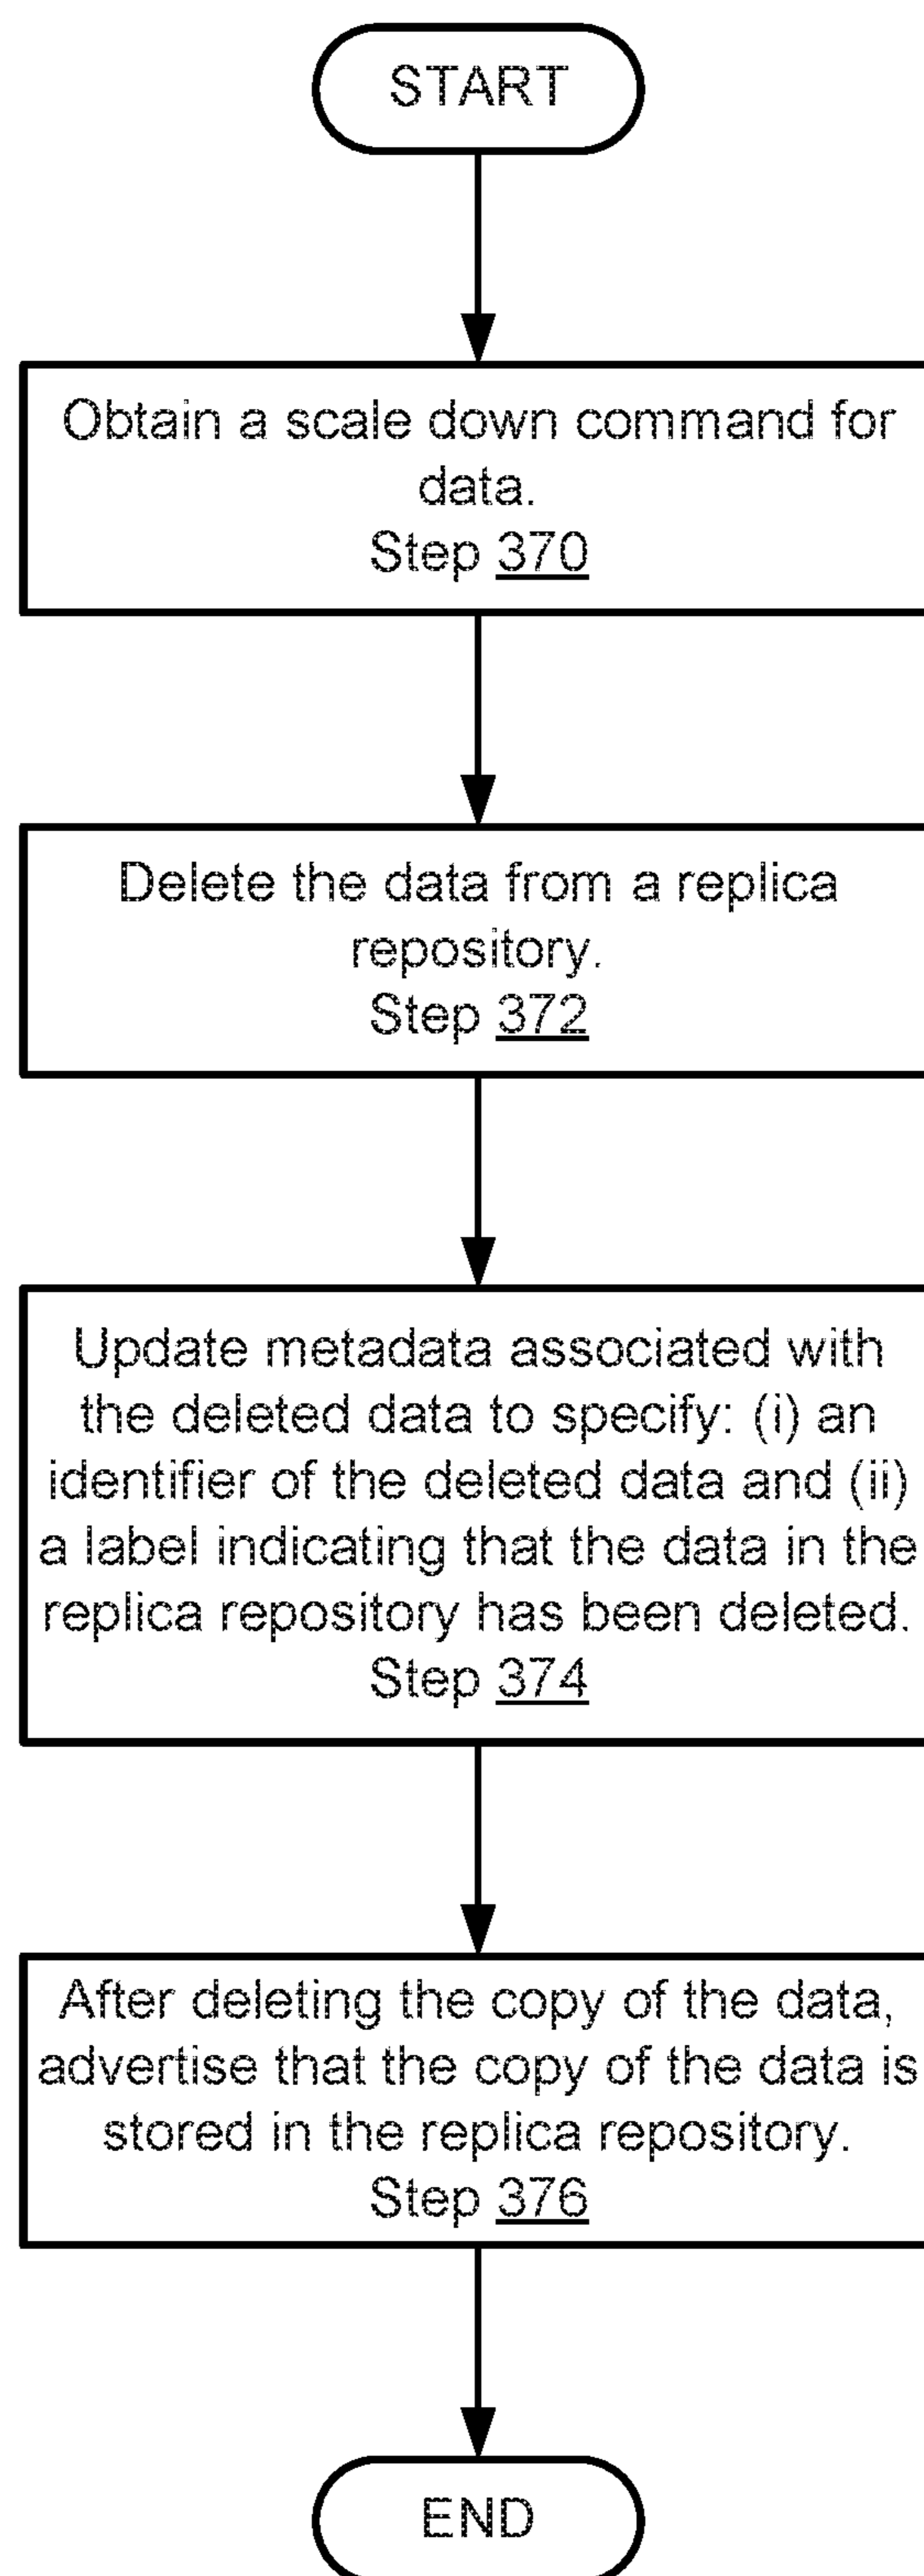 START
Obtain a scale down command for
data.
Step 370
Delete the data from a replica
repository.
Step 372
Update metadata associated with
the deleted data to specify: (i) an
identifier of the deleted data and (ii)
a label indicating that the data in the
replica repository has been deleted.
Step 374
After deleting the copy of the data,
advertise that the copy of the data is
stored in the replica repository.
Step 376
END